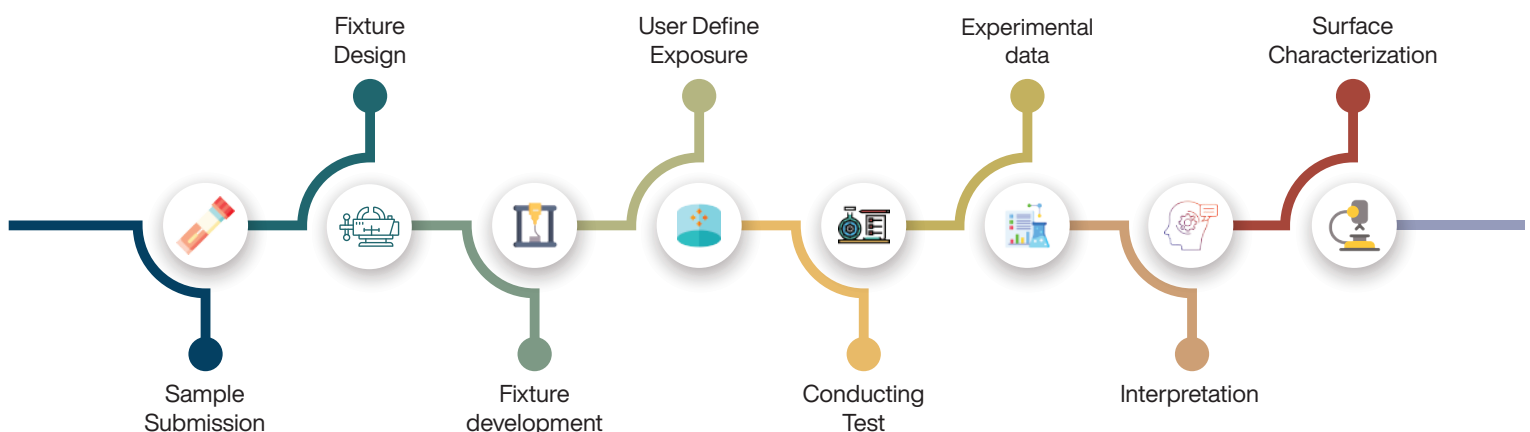 Sample
Submission
Fixture
Design
Fixture
development
User Define
Exposure
Conducting
Test
Experimental
data
Interpretation
Surface
Characterization